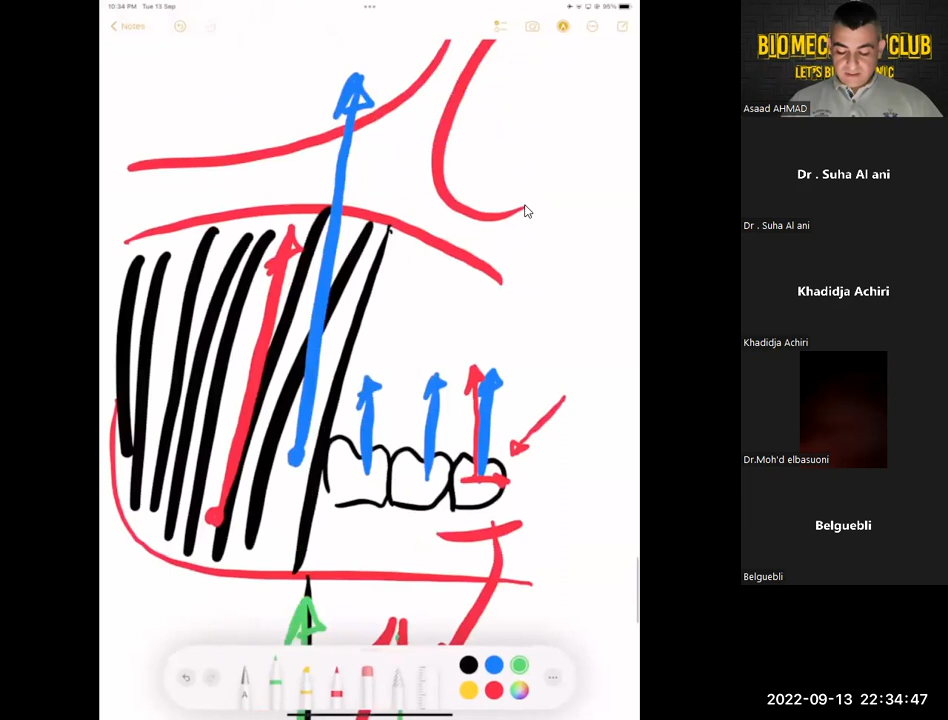 10:34 PM Tue 13 Sep
95%
Notes
BIOMEC
CLUB
LET'S B
NIC
Asaad AHMAD
Dr . Suha Al ani
Dr . Suha Al ani
Khadidja Achiri
Khadidja Achiri
Dr.Moh'd elbasuoni
Belguebli
Belguebli
A
2022-09-13 22:34:47